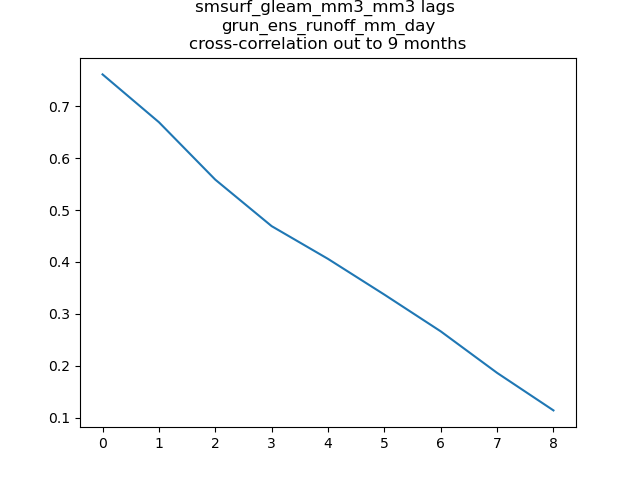 smsurf_gleam_mm3_mm3 lags
grun_ens_runoff_mm_day
cross-correlation out to 9 months
0.7
0.6
0.5
0.4
0.3
0.2
0.1
0 1 2 3 4 5 6 7 8